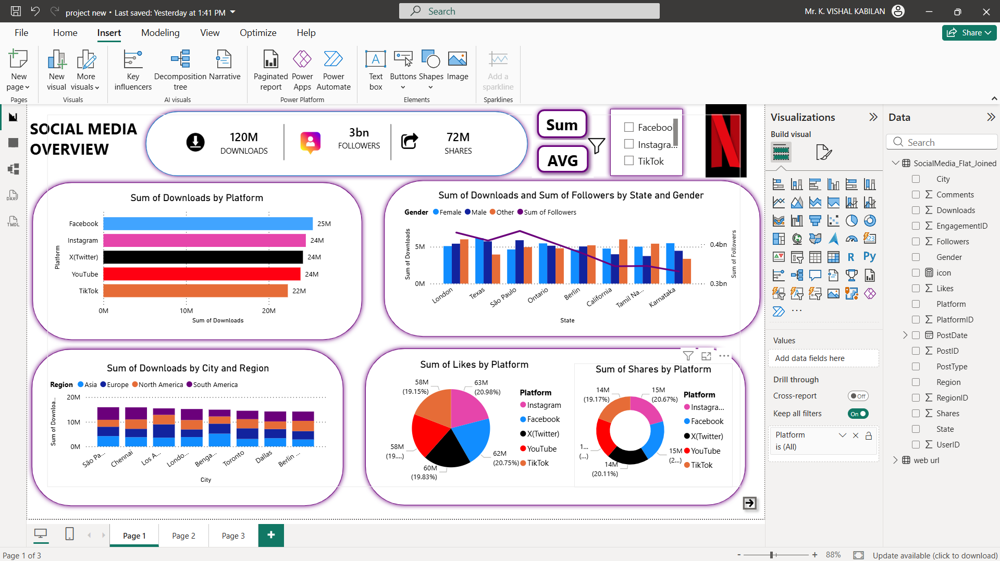 project new • Last saved: Yesterday at 1:41 PM
Search
Mr. K. VISHAL KABILAN
File Home Insert Modeling View Optimize Help
Share
New page
New visual
More visuals
Key influencers
Decomposition tree
Narrative
Paginated report
Power Apps
Power Automate
Text box
Buttons
Shapes
Image
Add a sparkline
Pages
Visuals
AI visuals
Power Platform
Elements
Sparklines
DAX
TMDL
SOCIAL MEDIA
OVERVIEW
120M
DOWNLOADS
3bn
FOLLOWERS
72M
SHARES
Sum
AVG
Faceboo
Instagra...
TikTok
N
Sum of Downloads by Platform
Platform
Facebook 25M
Instagram 24M
X(Twitter) 24M
YouTube 24M
TikTok 22M
0M 10M 20M
Sum of Downloads
Sum of Downloads and Sum of Followers by State and Gender
Gender Female Male Other Sum of Followers
Sum of Downloads
5M
0M
0.4bn
0.3bn
Sum of Followers
London Texas São Paulo Ontario Berlin California Tamil Na... Karnataka
State
Sum of Downloads by City and Region
Region Asia Europe North America South America
Sum of Downloa...
20M
10M
0M
São Pa... Chennai Los A... Londo... Benga... Toronto Dallas Berlin ...
City
Sum of Likes by Platform
58M
(19.15%)
63M
(20.98%)
58M
(19....)
60M
(19.83%)
62M
(20.75%)
Platform
Instagram
Facebook
X(Twitter)
YouTube
TikTok
Sum of Shares by Platform
14M
(19.17%)
15M
(20.67%)
1...
(...)
14M
(20.11%)
15M
(2...)
Platform
Instagra...
Facebook
X(Twitter)
YouTube
TikTok
Visualizations
Build visual
123
R
Py
...
Values
Add data fields here
Drill through
Cross-report Off
Keep all filters On
Platform
is (All)
Data
Search
SocialMedia_Flat_Joined
City
Comments
Downloads
EngagementID
Followers
Gender
icon
Likes
Platform
PlatformID
PostDate
PostID
PostType
Region
RegionID
Shares
State
UserID
web url
Page 1 Page 2 Page 3 +
Page 1 of 3
- + 88%
Update available (click to download)